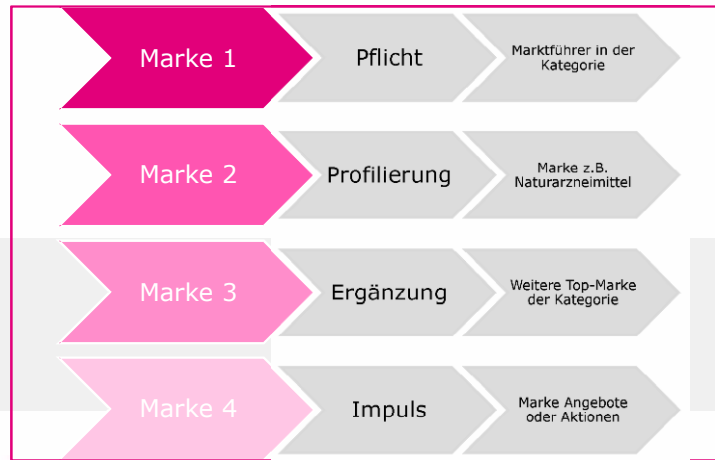 Marke 1
Pflicht
Marktführer in der
Kategorie
Marke 2
Profilierung
Marke z.B.
Naturarzneimittel
Marke 3
Ergänzung
Weitere Top-Marke
der Kategorie
Marke 4
Impuls
Marke Angebote
oder Aktionen